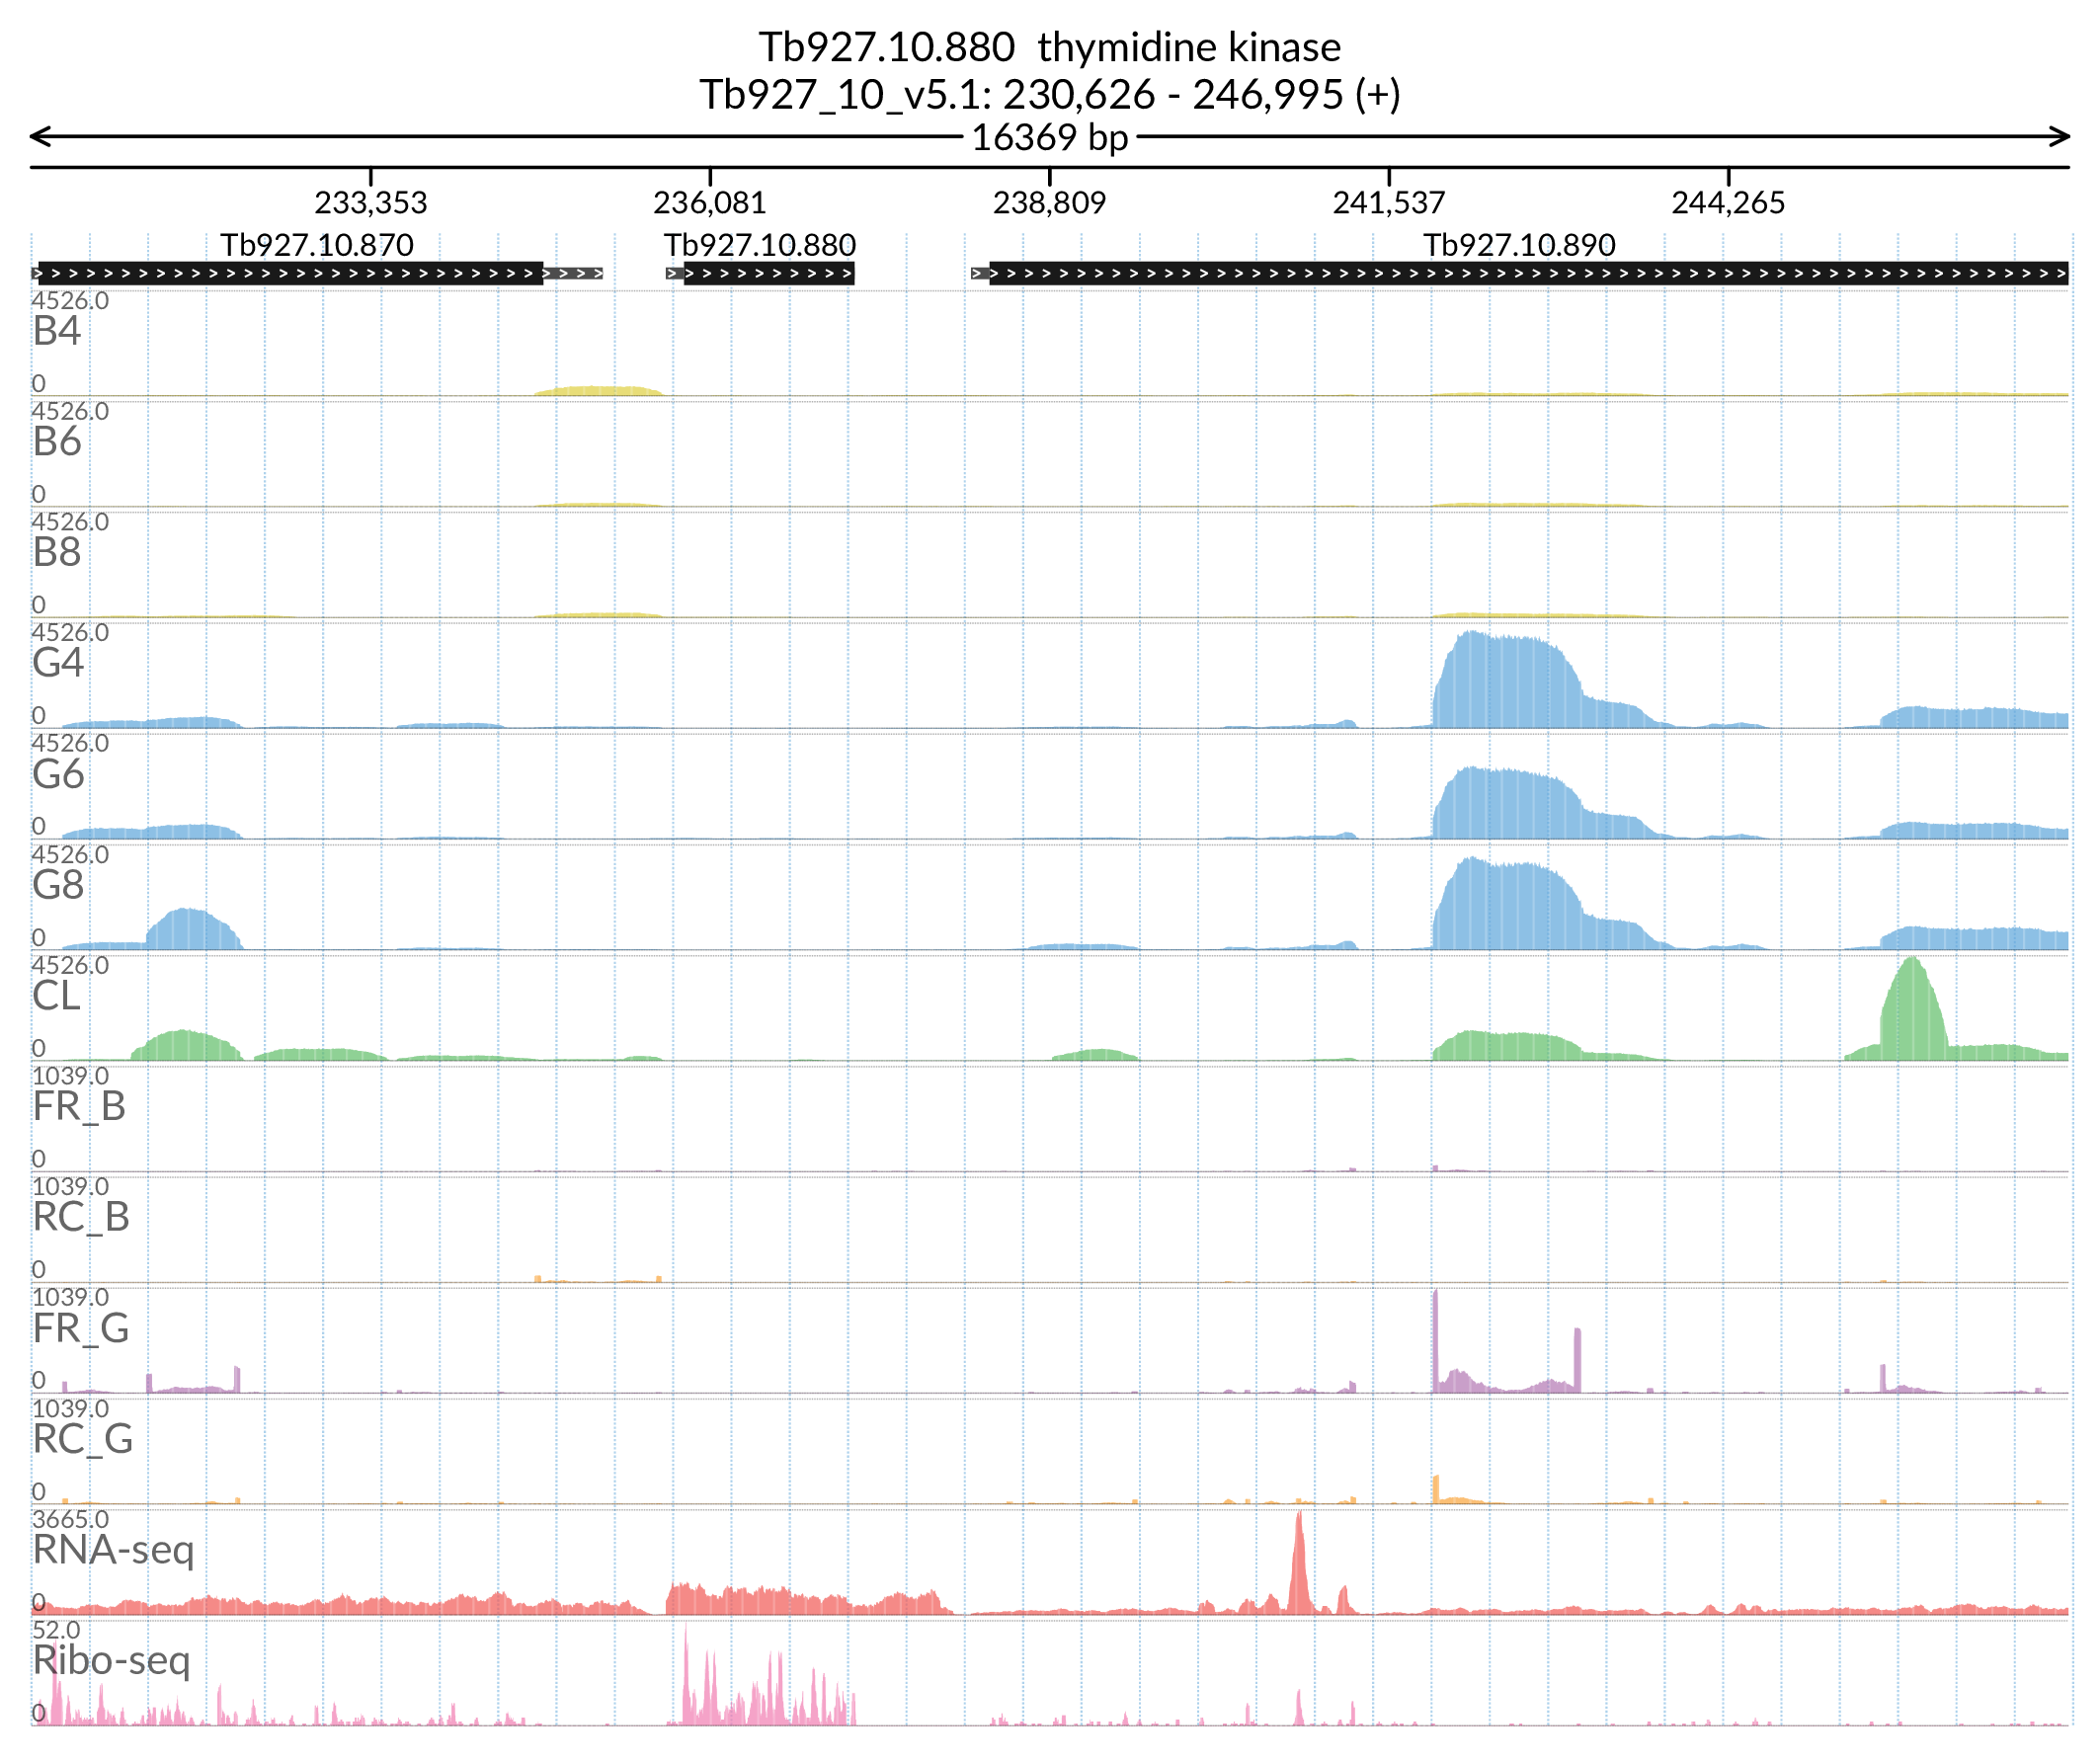 Tb927.10.880  thymidine kinase
Tb927_10_v5.1: 230,626 - 246,995 (+)
16369 bp
233,353 236,081 238,809 241,537 244,265
Tb927.10.870 Tb927.10.880 Tb927.10.890
4526.0
B4
0
4526.0
B6
0
4526.0
B8
0
4526.0
G4
0
4526.0
G6
0
4526.0
G8
0
4526.0
CL
0
1039.0
FR_B
0
1039.0
RC_B
0
1039.0
FR_G
0
1039.0
RC_G
0
3665.0
RNA-seq
0
52.0
Ribo-seq
0